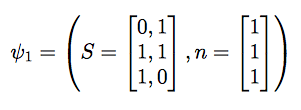 ψ₁ = ( S = [ 0, 1
1, 1
1, 0 ] , n = [ 1
1
1 ] )